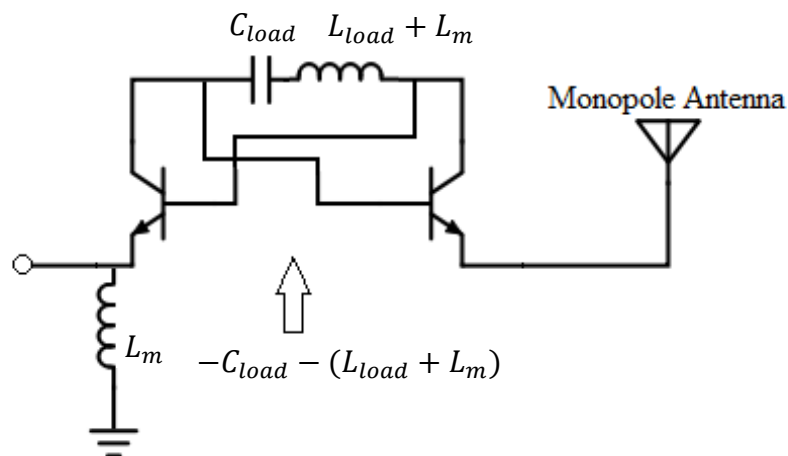 C_load L_load + L_m
Monopole Antenna
L_m
−C_load − (L_load + L_m)